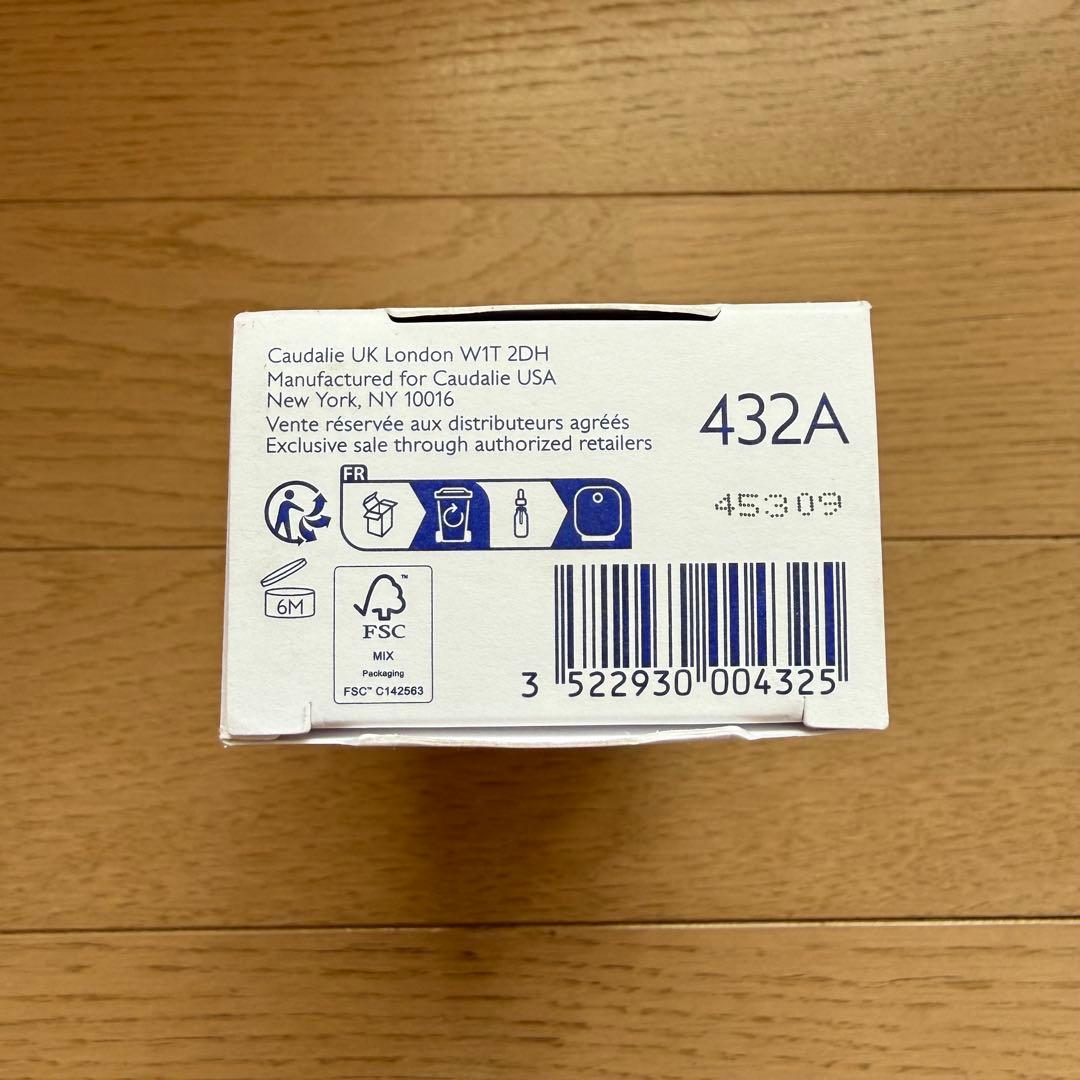 Caudalie UK London W1T 2DH
Manufactured for Caudalie USA
New York, NY 10016
Vente réservée aux distributeurs agréés
Exclusive sale through authorized retailers
432A
FR
45309
6M
FSC™
MIX
Packaging
FSC™ C142563
3 522930 004325